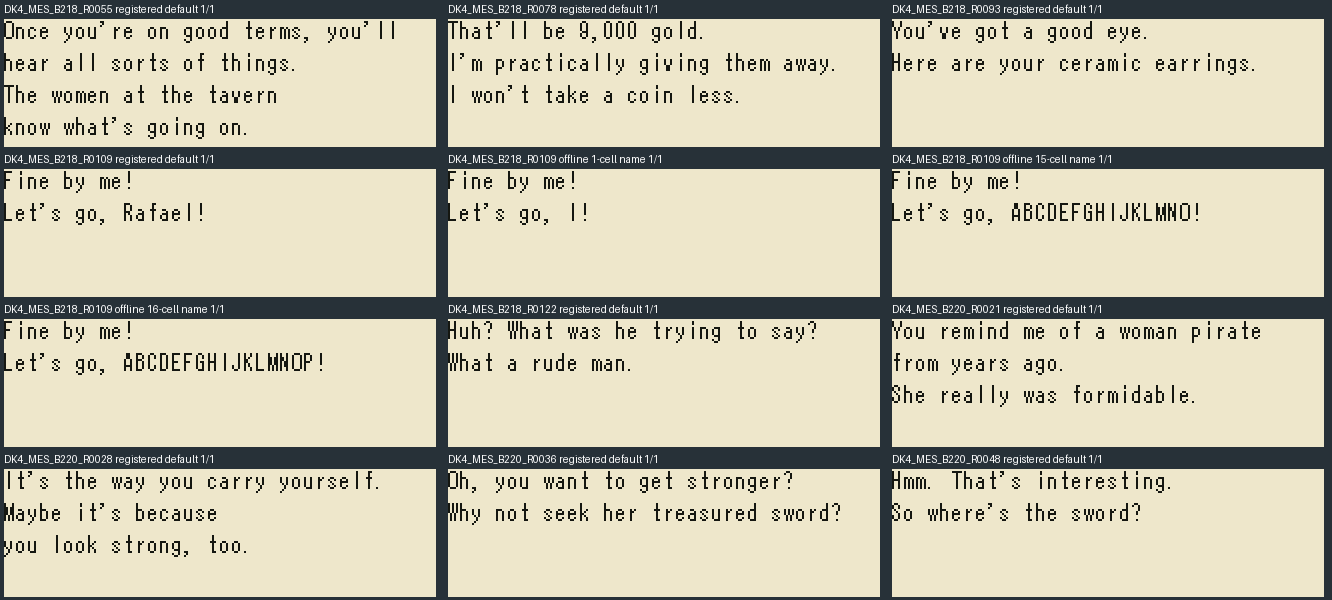 DK4_MES_B218_R0055 registered default 1/1
Once you're on good terms, you'll
hear all sorts of things.
The women at the tavern
know what's going on.
DK4_MES_B218_R0078 registered default 1/1
That'll be 9,000 gold.
I'm practically giving them away.
I won't take a coin less.
DK4_MES_B218_R0093 registered default 1/1
You've got a good eye.
Here are your ceramic earrings.
DK4_MES_B218_R0109 registered default 1/1
Fine by me!
Let's go, Rafael!
DK4_MES_B218_R0109 offline 1-cell name 1/1
Fine by me!
Let's go, I!
DK4_MES_B218_R0109 offline 15-cell name 1/1
Fine by me!
Let's go, ABCDEFGHIJKLMNO!
DK4_MES_B218_R0109 offline 16-cell name 1/1
Fine by me!
Let's go, ABCDEFGHIJKLMNOP!
DK4_MES_B218_R0122 registered default 1/1
Huh? What was he trying to say?
What a rude man.
DK4_MES_B220_R0021 registered default 1/1
You remind me of a woman pirate
from years ago.
She really was formidable.
DK4_MES_B220_R0028 registered default 1/1
It's the way you carry yourself.
Maybe it's because
you look strong, too.
DK4_MES_B220_R0036 registered default 1/1
Oh, you want to get stronger?
Why not seek her treasured sword?
DK4_MES_B220_R0048 registered default 1/1
Hmm. That's interesting.
So where's the sword?